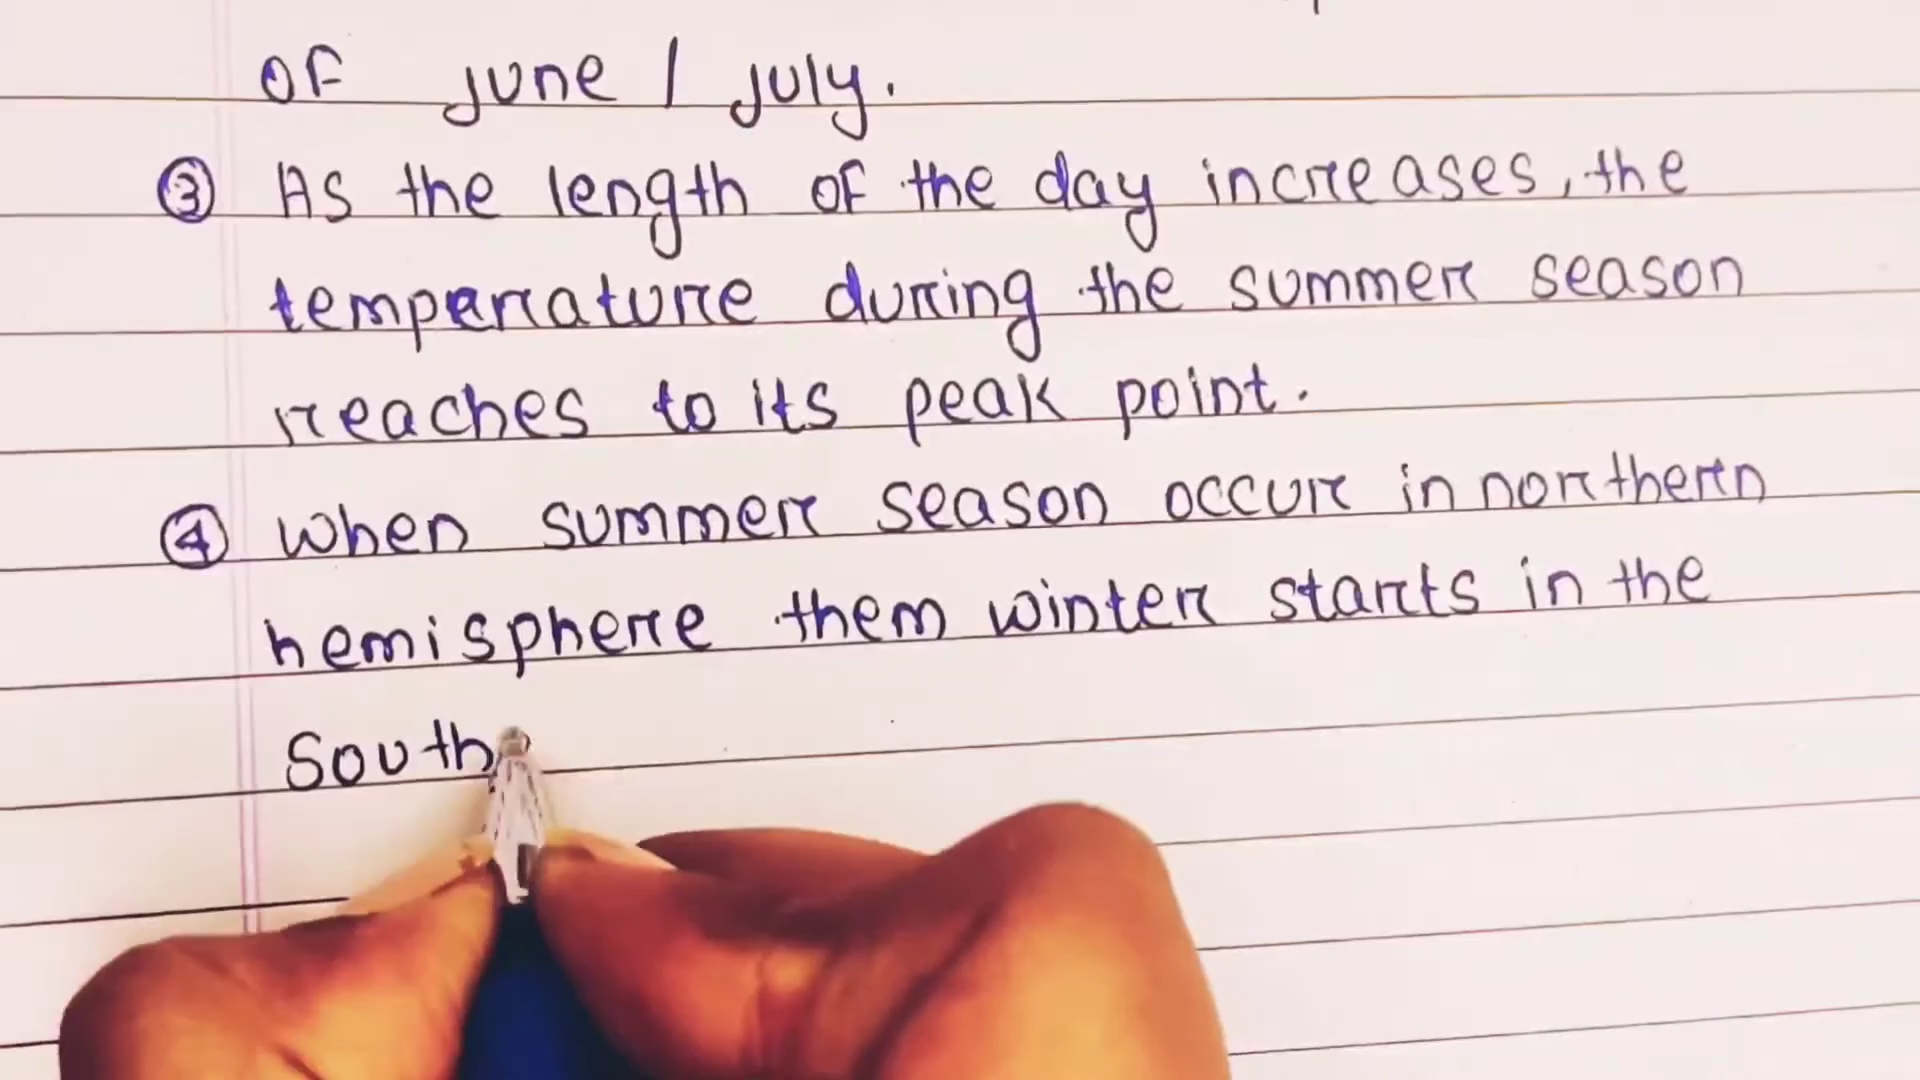 of june / july.
③ As the length of the day increases, the
temperature during the summer season
reaches to its peak point.
④ When summer season occur in northern
hemisphere them winter starts in the
South